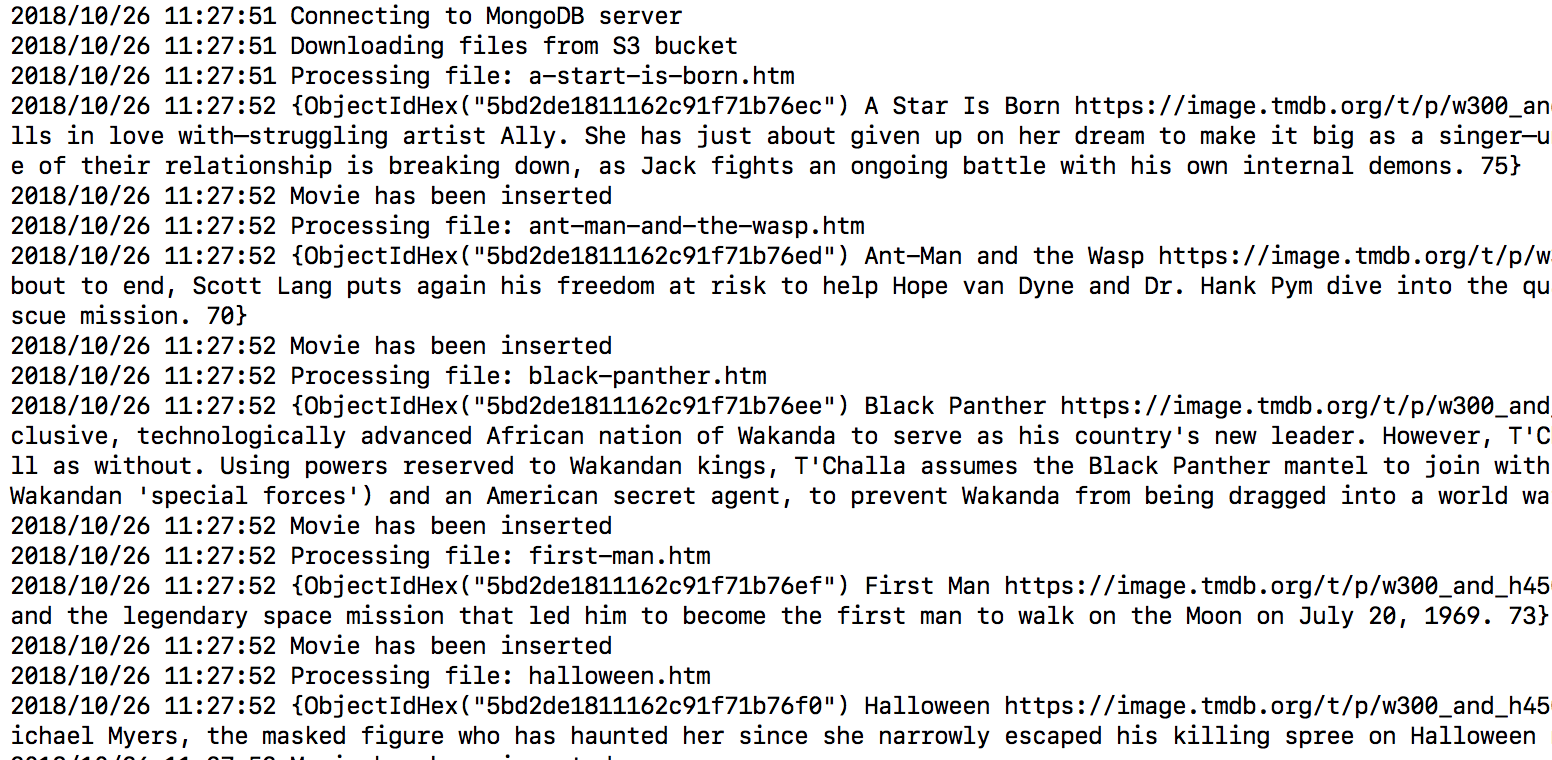 2018/10/26 11:27:51 Connecting to MongoDB server
2018/10/26 11:27:51 Downloading files from S3 bucket
2018/10/26 11:27:51 Processing file: a-start-is-born.htm
2018/10/26 11:27:52 {ObjectIdHex("5bd2de1811162c91f71b76ec") A Star Is Born https://image.tmdb.org/t/p/w300_an
lls in love with—struggling artist Ally. She has just about given up on her dream to make it big as a singer—u
e of their relationship is breaking down, as Jack fights an ongoing battle with his own internal demons. 75}
2018/10/26 11:27:52 Movie has been inserted
2018/10/26 11:27:52 Processing file: ant-man-and-the-wasp.htm
2018/10/26 11:27:52 {ObjectIdHex("5bd2de1811162c91f71b76ed") Ant-Man and the Wasp https://image.tmdb.org/t/p/w
bout to end, Scott Lang puts again his freedom at risk to help Hope van Dyne and Dr. Hank Pym dive into the qu
scue mission. 70}
2018/10/26 11:27:52 Movie has been inserted
2018/10/26 11:27:52 Processing file: black-panther.htm
2018/10/26 11:27:52 {ObjectIdHex("5bd2de1811162c91f71b76ee") Black Panther https://image.tmdb.org/t/p/w300_and_
clusive, technologically advanced African nation of Wakanda to serve as his country's new leader. However, T'C
ll as without. Using powers reserved to Wakandan kings, T'Challa assumes the Black Panther mantel to join with
Wakandan 'special forces') and an American secret agent, to prevent Wakanda from being dragged into a world wa
2018/10/26 11:27:52 Movie has been inserted
2018/10/26 11:27:52 Processing file: first-man.htm
2018/10/26 11:27:52 {ObjectIdHex("5bd2de1811162c91f71b76ef") First Man https://image.tmdb.org/t/p/w300_and_h45
and the legendary space mission that led him to become the first man to walk on the Moon on July 20, 1969. 73}
2018/10/26 11:27:52 Movie has been inserted
2018/10/26 11:27:52 Processing file: halloween.htm
2018/10/26 11:27:52 {ObjectIdHex("5bd2de1811162c91f71b76f0") Halloween https://image.tmdb.org/t/p/w300_and_h45
ichael Myers, the masked figure who has haunted her since she narrowly escaped his killing spree on Halloween